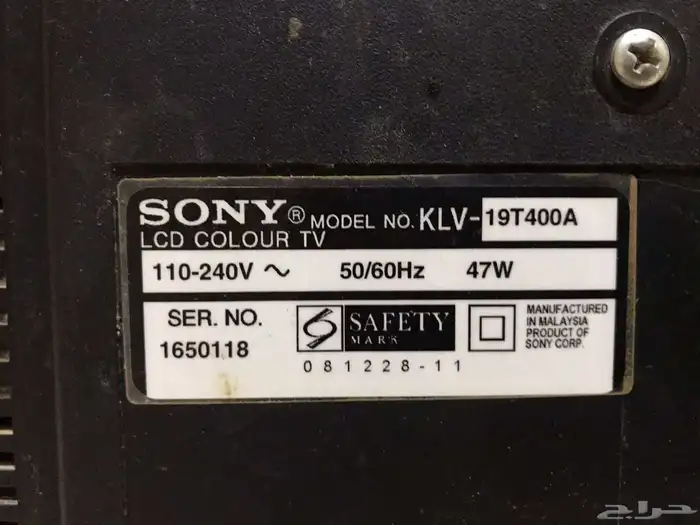 SONY® MODEL NO. KLV-19T400A
LCD COLOUR TV
110-240V ~ 50/60Hz 47W
SER. NO.
1650118
SAFETY
MARK
081228-11
MANUFACTURED
IN MALAYSIA
PRODUCT OF
SONY CORP.
حراج